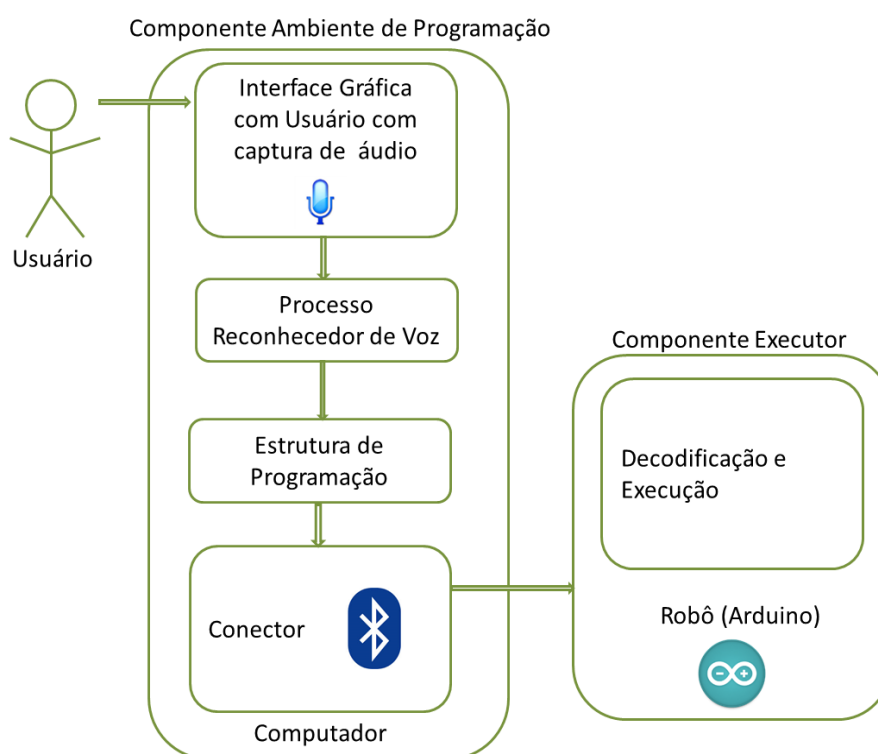 Componente Ambiente de Programação
Interface Gráfica
com Usuário com
captura de áudio
Usuário
Processo
Reconhecedor de Voz
Estrutura de
Programação
Conector
Computador
Componente Executor
Decodificação e
Execução
Robô (Arduino)